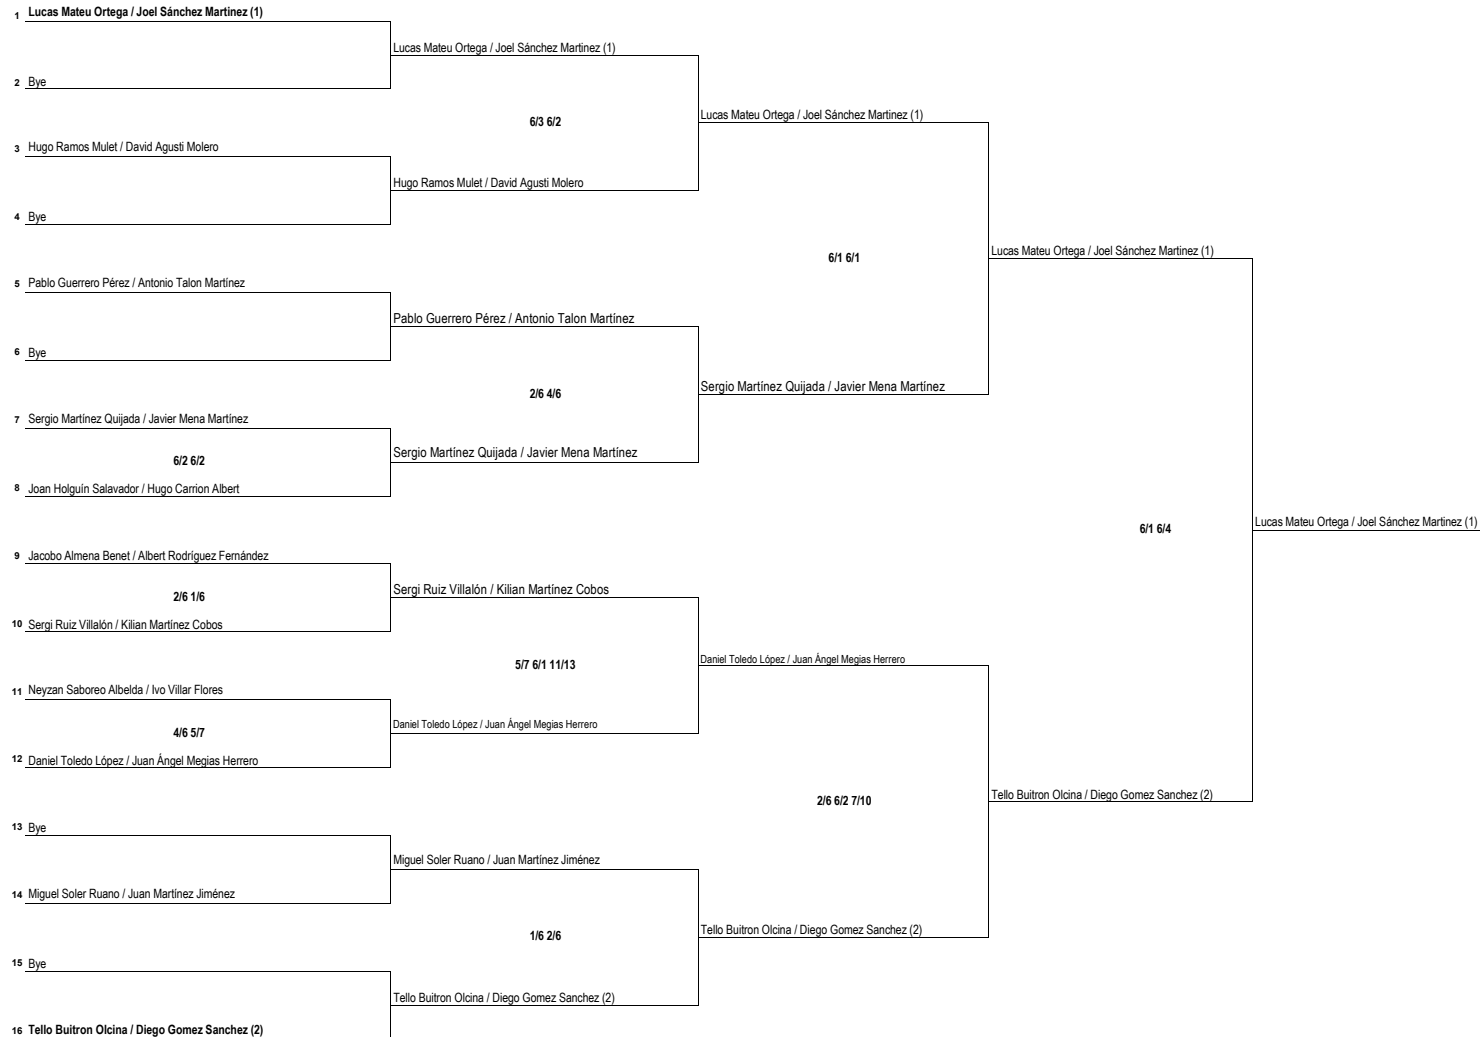 1 Lucas Mateu Ortega / Joel Sánchez Martinez (1)
Lucas Mateu Ortega / Joel Sánchez Martinez (1)
2 Bye
6/3 6/2
Lucas Mateu Ortega / Joel Sánchez Martinez (1)
3 Hugo Ramos Mulet / David Agusti Molero
Hugo Ramos Mulet / David Agusti Molero
4 Bye
6/1 6/1
Lucas Mateu Ortega / Joel Sánchez Martinez (1)
5 Pablo Guerrero Pérez / Antonio Talon Martínez
Pablo Guerrero Pérez / Antonio Talon Martínez
6 Bye
2/6 4/6
Sergio Martínez Quijada / Javier Mena Martínez
7 Sergio Martínez Quijada / Javier Mena Martínez
6/2 6/2
Sergio Martínez Quijada / Javier Mena Martínez
8 Joan Holguín Salavador / Hugo Carrion Albert
6/1 6/4
Lucas Mateu Ortega / Joel Sánchez Martinez (1)
9 Jacobo Almena Benet / Albert Rodríguez Fernández
2/6 1/6
Sergi Ruiz Villalón / Kilian Martínez Cobos
10 Sergi Ruiz Villalón / Kilian Martínez Cobos
5/7 6/1 11/13
Daniel Toledo López / Juan Ángel Megias Herrero
11 Neyzan Saboreo Albelda / Ivo Villar Flores
4/6 5/7
Daniel Toledo López / Juan Ángel Megias Herrero
12 Daniel Toledo López / Juan Ángel Megias Herrero
2/6 6/2 7/10
Tello Buitron Olcina / Diego Gomez Sanchez (2)
13 Bye
Miguel Soler Ruano / Juan Martínez Jiménez
14 Miguel Soler Ruano / Juan Martínez Jiménez
1/6 2/6
Tello Buitron Olcina / Diego Gomez Sanchez (2)
15 Bye
Tello Buitron Olcina / Diego Gomez Sanchez (2)
16 Tello Buitron Olcina / Diego Gomez Sanchez (2)